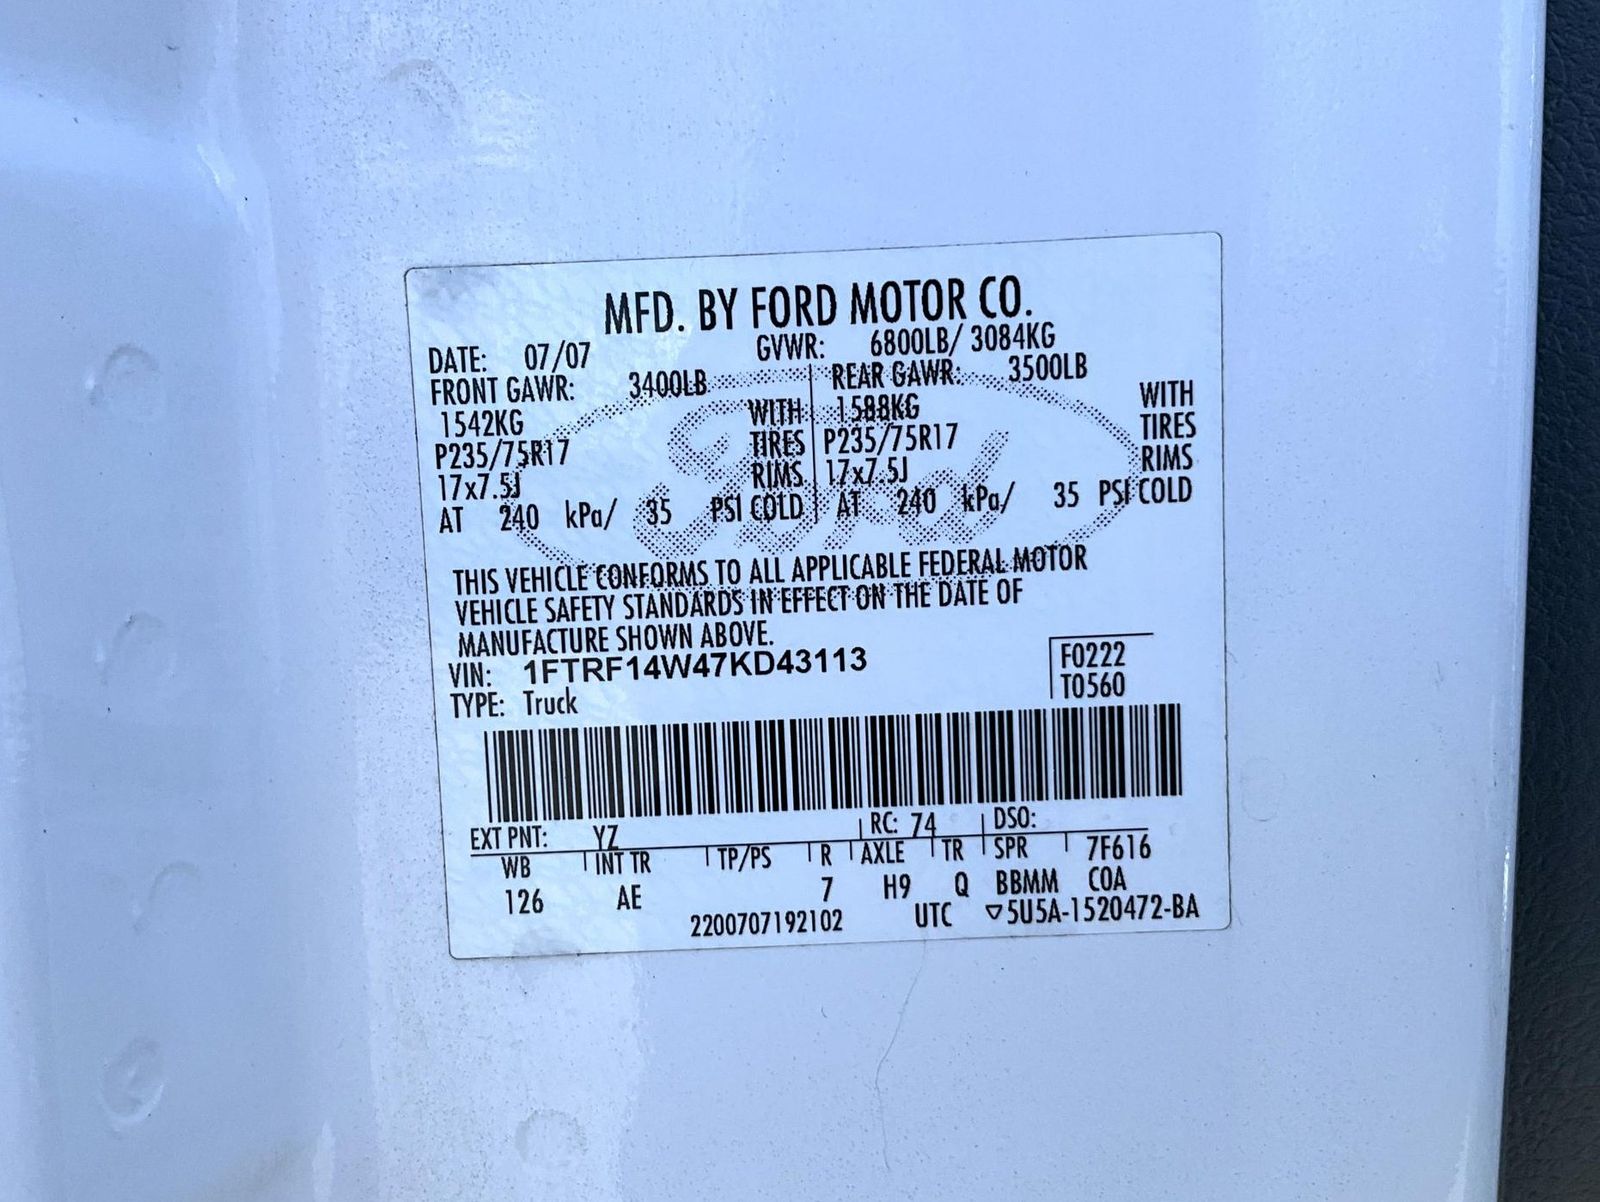 MFD. BY FORD MOTOR CO.
DATE: 07/07 GVWR: 6800LB/ 3084KG
FRONT GAWR: 3400LB REAR GAWR: 3500LB
1542KG WITH 1588KG WITH
P235/75R17 TIRES P235/75R17 TIRES
17x7.5J RIMS 17x7.5J RIMS
AT 240 kPa/ 35 PSI COLD AT 240 kPa/ 35 PSI COLD
Ford
THIS VEHICLE CONFORMS TO ALL APPLICABLE FEDERAL MOTOR
VEHICLE SAFETY STANDARDS IN EFFECT ON THE DATE OF
MANUFACTURE SHOWN ABOVE.
VIN: 1FTRF14W47KD43113 F0222
TYPE: Truck T0560
EXT PNT: YZ RC: 74 DSO:
WB INT TR TP/PS R AXLE TR SPR 7F616
126 AE 7 H9 Q BBMM COA
2200707192102 UTC ▽5U5A-1520472-BA